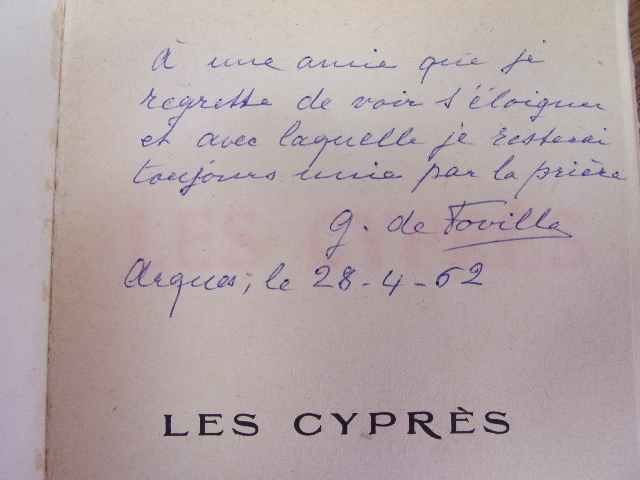 À une amie que je
regrette de voir s'éloigner
et avec laquelle je resterai
toujours unie par la prière
G. de Foville
Arques, le 28-4-62
LES CYPRÈS